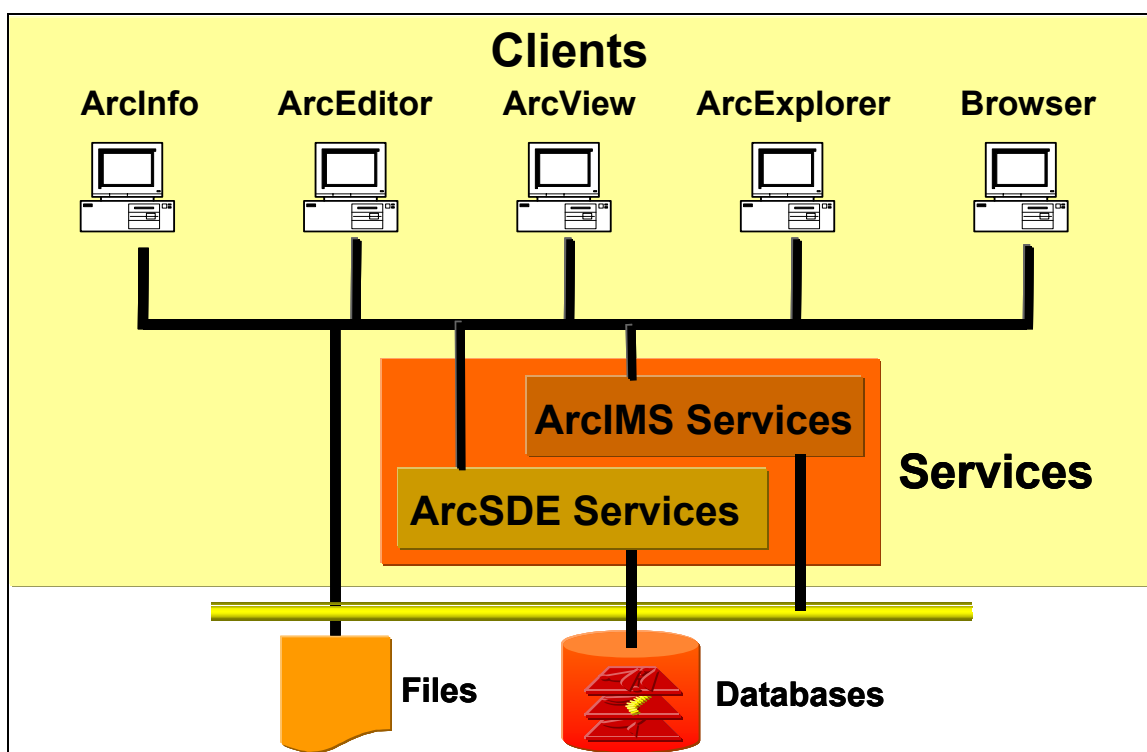 Clients
ArcInfo ArcEditor ArcView ArcExplorer Browser
ArcIMS Services
Services
ArcSDE Services
Files
Databases